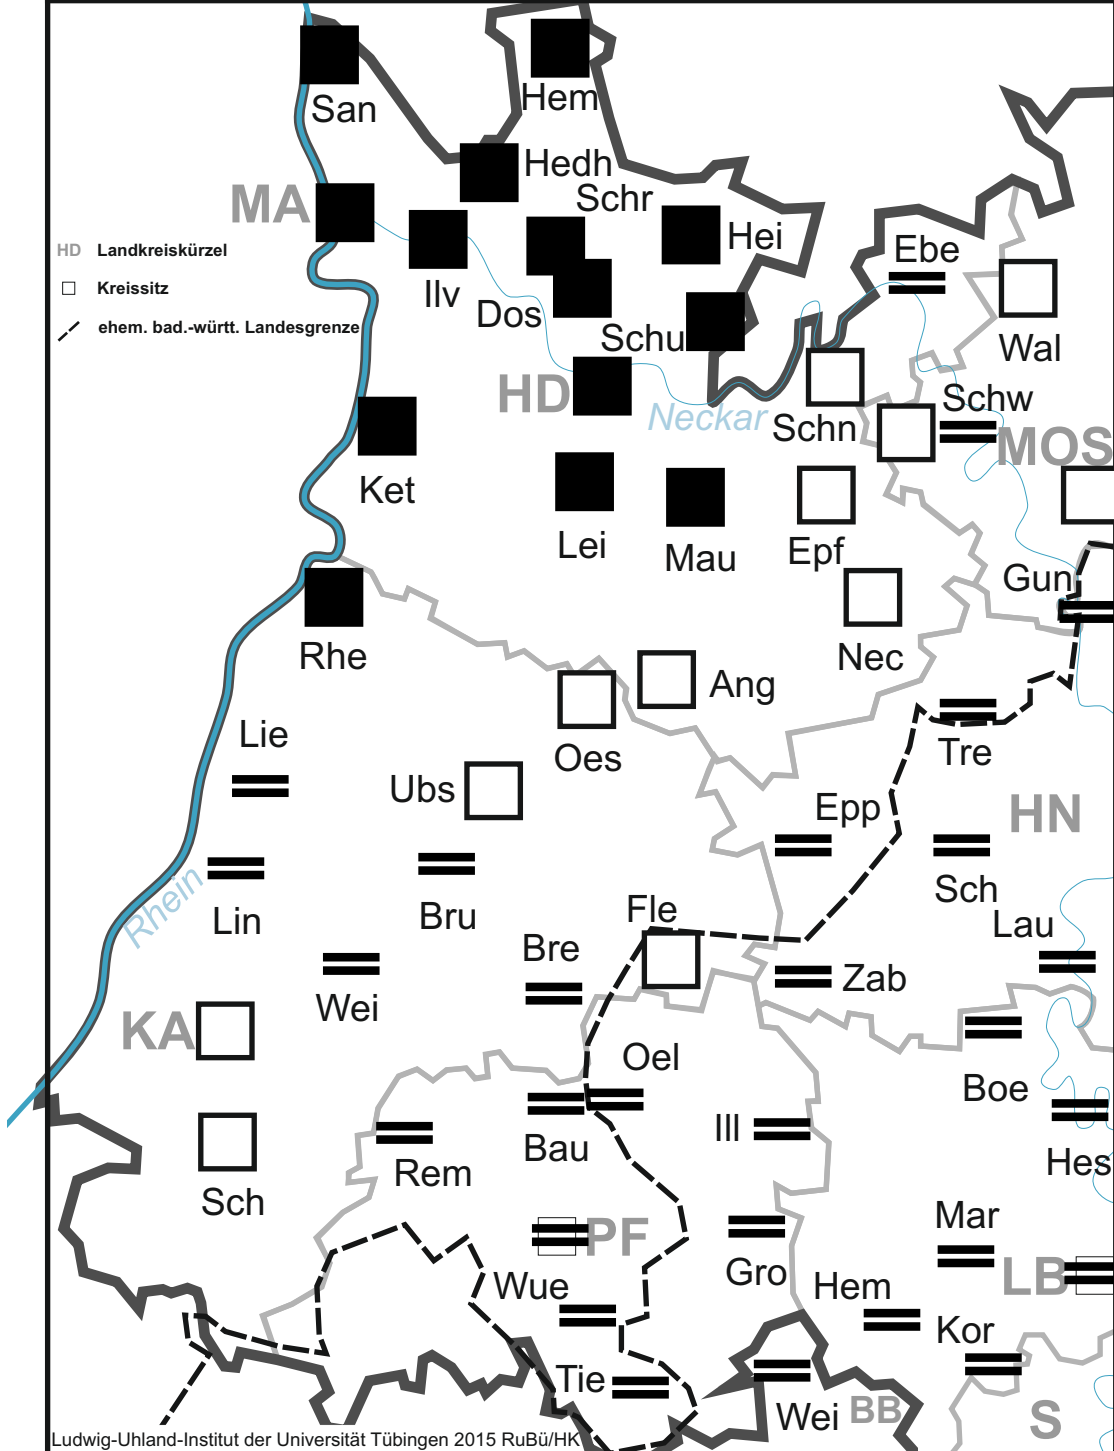 San
Hem
Hedh
Schr
MA
Hei
Ebe
HD Landkreiskürzel
Kreissitz
ehem. bad.-württ. Landesgrenze
Ilv
Dos
Schu
Wal
HD
Neckar
Schn
Schw
MOS
Ket
Lei
Mau
Epf
Gun
Rhe
Nec
Ang
Lie
Oes
Tre
Ubs
Epp
HN
Rhein
Lin
Bru
Fle
Sch
Lau
Bre
Zab
Wei
KA
Oel
Boe
Ill
Bau
Rem
Hes
Sch
PF
Mar
Gro
LB
Wue
Hem
Kor
Tie
Wei
BB
S
Ludwig-Uhland-Institut der Universität Tübingen 2015 RuBü/HK